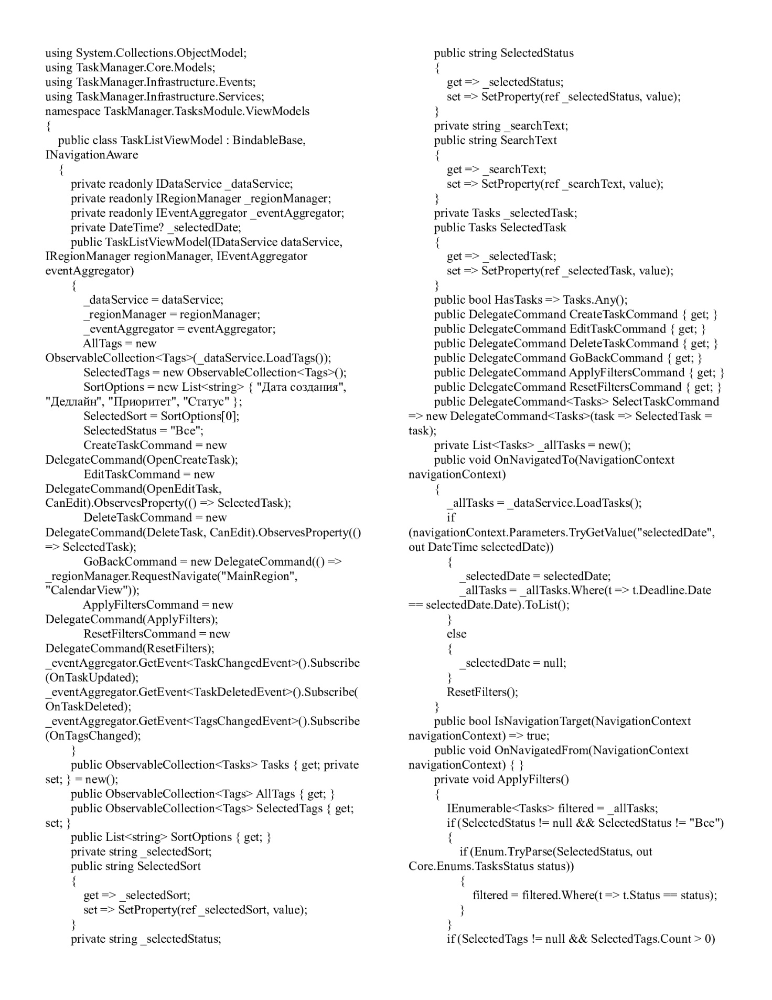 using System.Collections.ObjectModel;
using TaskManager.Core.Models;
using TaskManager.Infrastructure.Events;
using TaskManager.Infrastructure.Services;
namespace TaskManager.TasksModule.ViewModels
{
public class TaskListViewModel : BindableBase,
INavigationAware
{
private readonly IDataService _dataService;
private readonly IRegionManager _regionManager;
private readonly IEventAggregator _eventAggregator;
private DateTime? _selectedDate;
public TaskListViewModel(IDataService dataService,
IRegionManager regionManager, IEventAggregator
eventAggregator)
{
_dataService = dataService;
_regionManager = regionManager;
_eventAggregator = eventAggregator;
AllTags = new
ObservableCollection<Tags>(_dataService.LoadTags());
SelectedTags = new ObservableCollection<Tags>();
SortOptions = new List<string> { "Дата создания",
"Дедлайн", "Приоритет", "Статус" };
SelectedSort = SortOptions[0];
SelectedStatus = "Все";
CreateTaskCommand = new
DelegateCommand(OpenCreateTask);
EditTaskCommand = new
DelegateCommand(OpenEditTask,
CanEdit).ObservesProperty(() => SelectedTask);
DeleteTaskCommand = new
DelegateCommand(DeleteTask, CanEdit).ObservesProperty(()
=> SelectedTask);
GoBackCommand = new DelegateCommand(() =>
_regionManager.RequestNavigate("MainRegion",
"CalendarView"));
ApplyFiltersCommand = new
DelegateCommand(ApplyFilters);
ResetFiltersCommand = new
DelegateCommand(ResetFilters);
_eventAggregator.GetEvent<TaskChangedEvent>().Subscribe
(OnTaskUpdated);
_eventAggregator.GetEvent<TaskDeletedEvent>().Subscribe(
OnTaskDeleted);
_eventAggregator.GetEvent<TagsChangedEvent>().Subscribe
(OnTagsChanged);
}
public ObservableCollection<Tasks> Tasks { get; private
set; } = new();
public ObservableCollection<Tags> AllTags { get; }
public ObservableCollection<Tags> SelectedTags { get;
set; }
public List<string> SortOptions { get; }
private string _selectedSort;
public string SelectedSort
{
get => _selectedSort;
set => SetProperty(ref _selectedSort, value);
}
private string _selectedStatus;
public string SelectedStatus
{
get => _selectedStatus;
set => SetProperty(ref _selectedStatus, value);
}
private string _searchText;
public string SearchText
{
get => _searchText;
set => SetProperty(ref _searchText, value);
}
private Tasks _selectedTask;
public Tasks SelectedTask
{
get => _selectedTask;
set => SetProperty(ref _selectedTask, value);
}
public bool HasTasks => Tasks.Any();
public DelegateCommand CreateTaskCommand { get; }
public DelegateCommand EditTaskCommand { get; }
public DelegateCommand DeleteTaskCommand { get; }
public DelegateCommand GoBackCommand { get; }
public DelegateCommand ApplyFiltersCommand { get; }
public DelegateCommand ResetFiltersCommand { get; }
public DelegateCommand<Tasks> SelectTaskCommand
=> new DelegateCommand<Tasks>(task => SelectedTask =
task);
private List<Tasks> _allTasks = new();
public void OnNavigatedTo(NavigationContext
navigationContext)
{
_allTasks = _dataService.LoadTasks();
if
(navigationContext.Parameters.TryGetValue("selectedDate",
out DateTime selectedDate))
{
_selectedDate = selectedDate;
_allTasks = _allTasks.Where(t => t.Deadline.Date
== selectedDate.Date).ToList();
}
else
{
_selectedDate = null;
}
ResetFilters();
}
public bool IsNavigationTarget(NavigationContext
navigationContext) => true;
public void OnNavigatedFrom(NavigationContext
navigationContext) { }
private void ApplyFilters()
{
IEnumerable<Tasks> filtered = _allTasks;
if (SelectedStatus != null && SelectedStatus != "Все")
{
if (Enum.TryParse(SelectedStatus, out
Core.Enums.TasksStatus status))
{
filtered = filtered.Where(t => t.Status == status);
}
}
if (SelectedTags != null && SelectedTags.Count > 0)